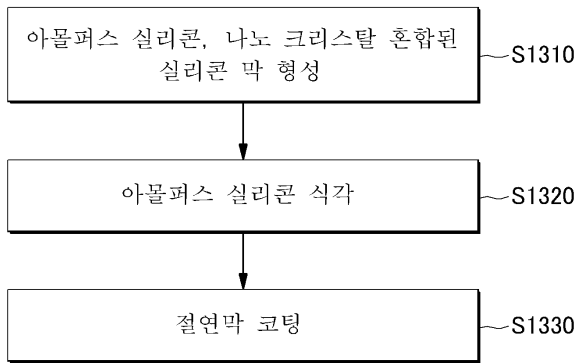 아몰퍼스 실리콘, 나노 크리스탈 혼합된
실리콘 막 형성
S1310
아몰퍼스 실리콘 식각
S1320
절연막 코팅
S1330